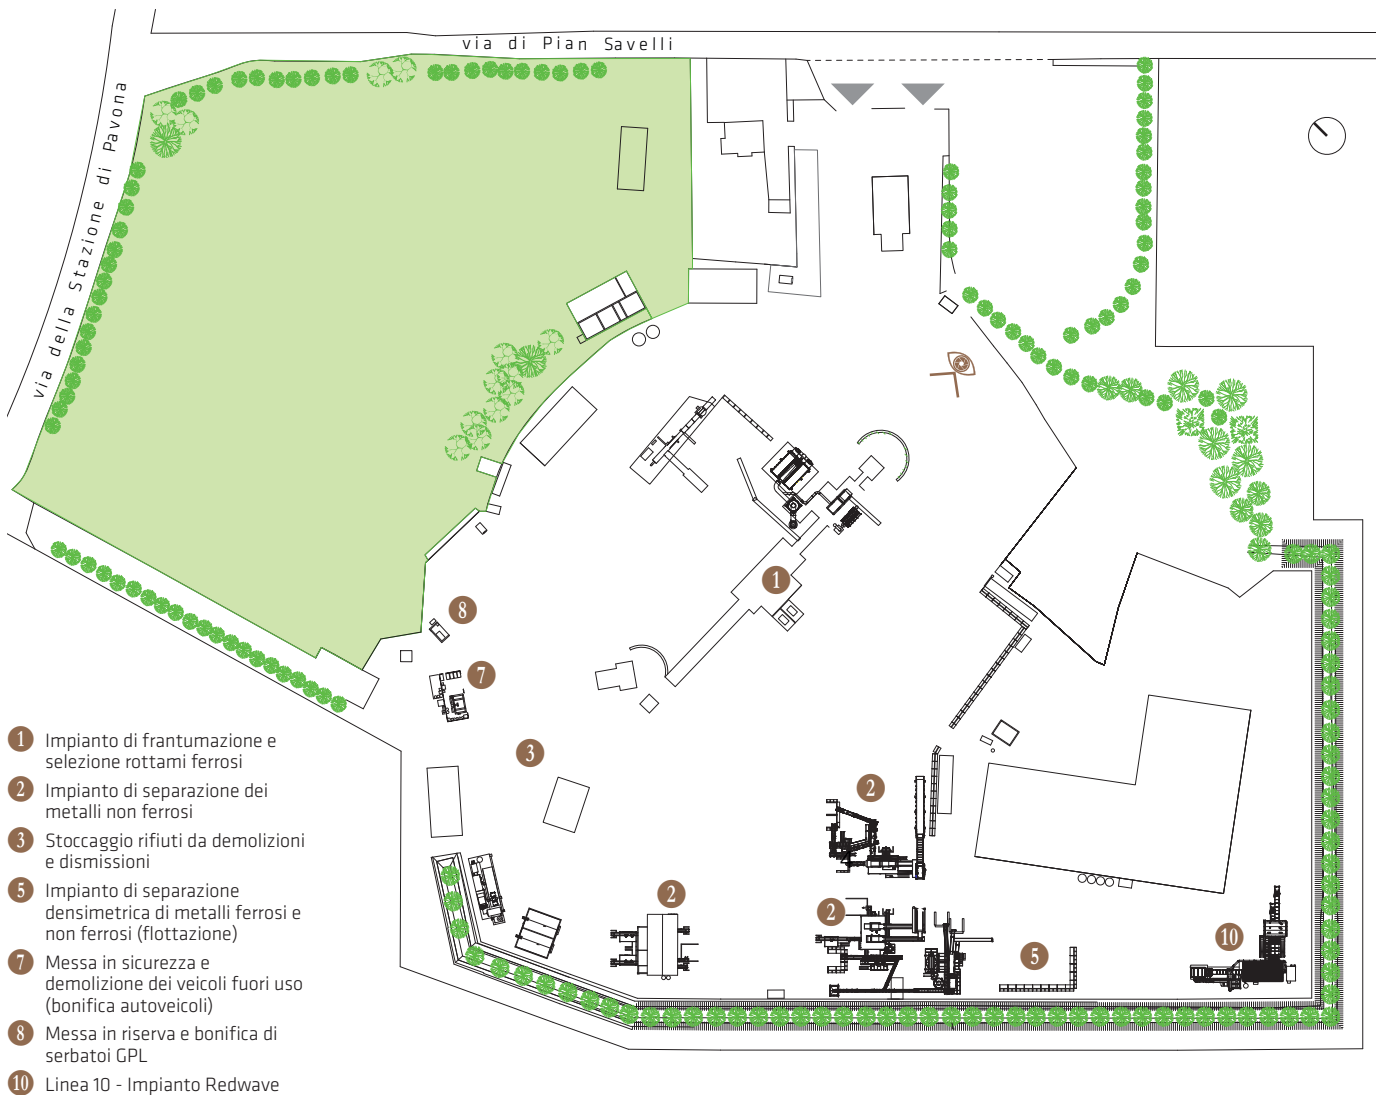 via di Pian Savelli
via della Stazione di Pavona
1
8
7
3
2
2
2
5
10
1 Impianto di frantumazione e
selezione rottami ferrosi
2 Impianto di separazione dei
metalli non ferrosi
3 Stoccaggio rifiuti da demolizioni
e dismissioni
5 Impianto di separazione
densimetrica di metalli ferrosi e
non ferrosi (flottazione)
7 Messa in sicurezza e
demolizione dei veicoli fuori uso
(bonifica autoveicoli)
8 Messa in riserva e bonifica di
serbatoi GPL
10 Linea 10 - Impianto Redwave